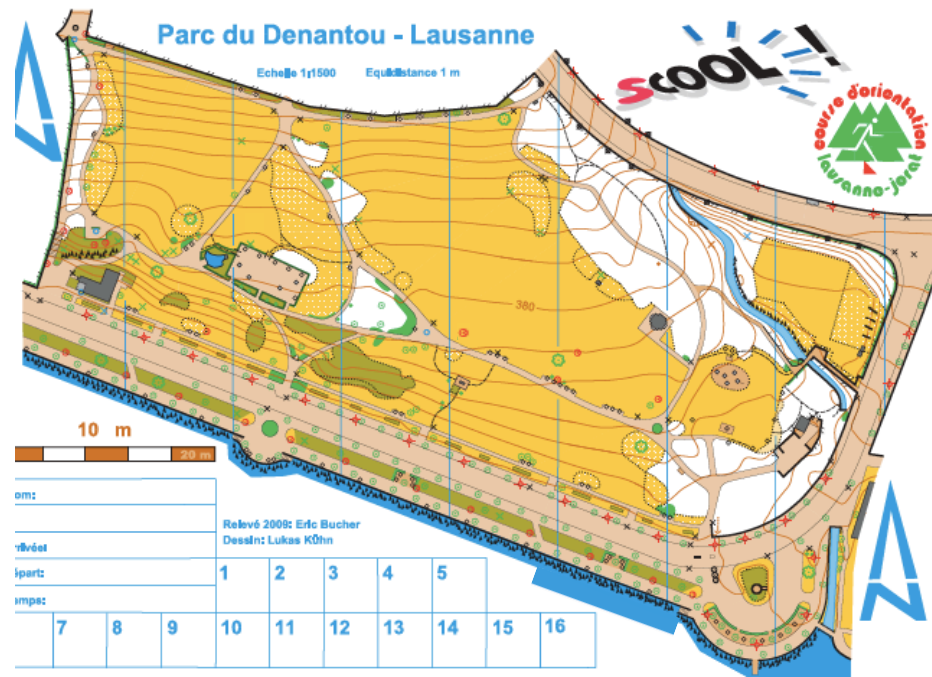 Parc du Denantou - Lausanne
Echelle 1:1500 Equidistance 1 m
sCOOL !
course d'orientation
lausanne-jorat
380
10 m
20 m
om:
Relevé 2009: Eric Bucher
Dessin: Lukas Kühn
rrivée:
épart:
1 2 3 4 5
emps:
7 8 9 10 11 12 13 14 15 16
N